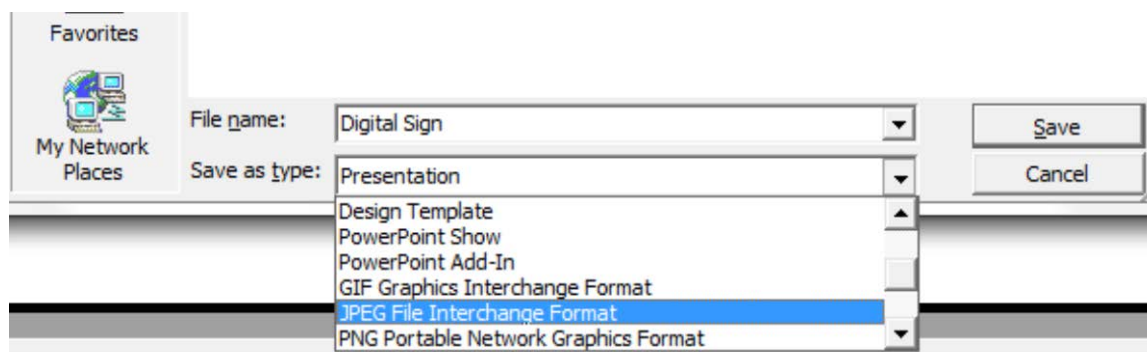 Favorites
My Network
Places
File name:
Digital Sign
Save
Save as type:
Presentation
Cancel
Design Template
PowerPoint Show
PowerPoint Add-In
GIF Graphics Interchange Format
JPEG File Interchange Format
PNG Portable Network Graphics Format